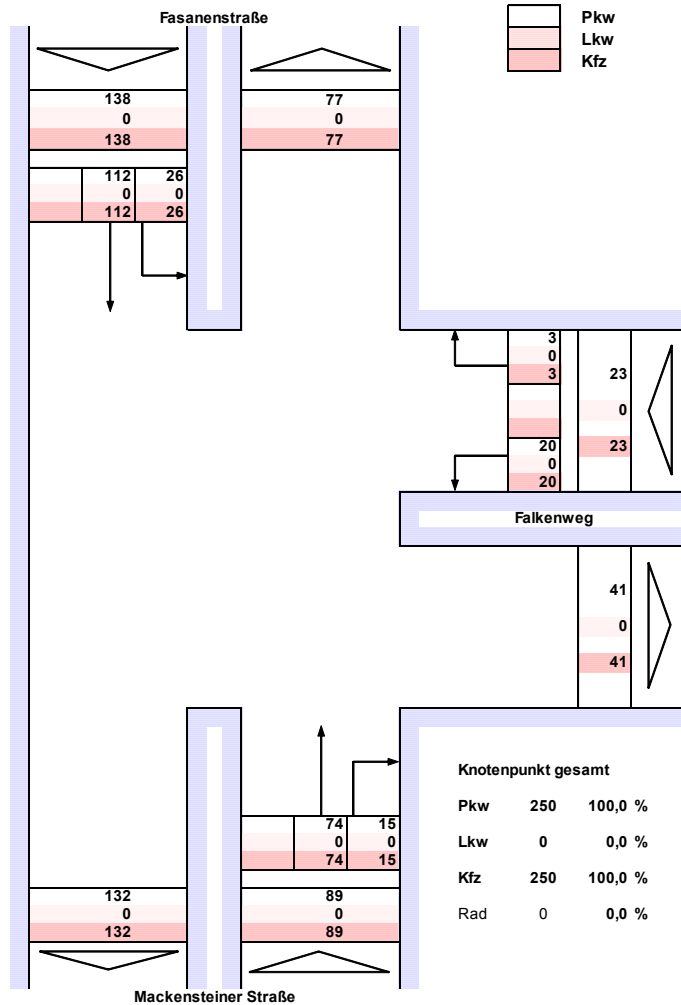 Fasanenstraße
Pkw
Lkw
Kfz
138 77
0 0
138 77
112 26
0 0
112 26
3
0
3
23
0
23
20
0
20
Falkenweg
41
0
41
Knotenpunkt gesamt
Pkw 250 100,0 %
Lkw 0 0,0 %
Kfz 250 100,0 %
Rad 0 0,0 %
74 15
0 0
74 15
132 89
0 0
132 89
Mackensteiner Straße